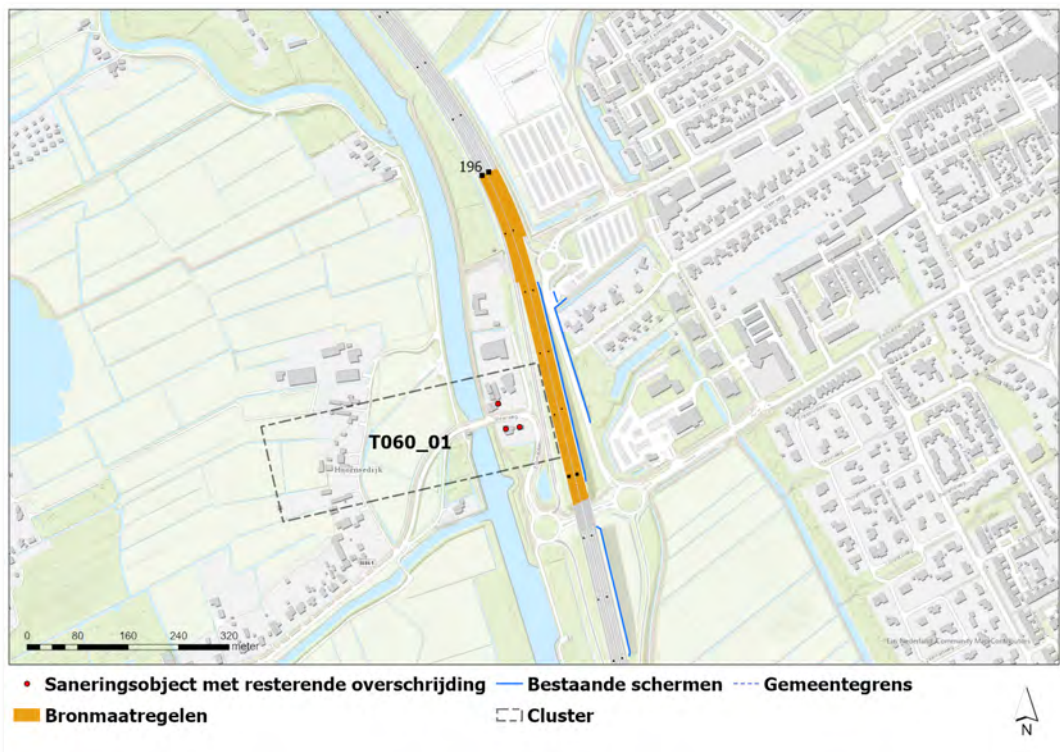 196
T060_01
0 80 160 240 320
meter
Saneringsobject met resterende overschrijding
Bestaande schermen
Gemeentegrens
Bronmaatregelen
Cluster
N